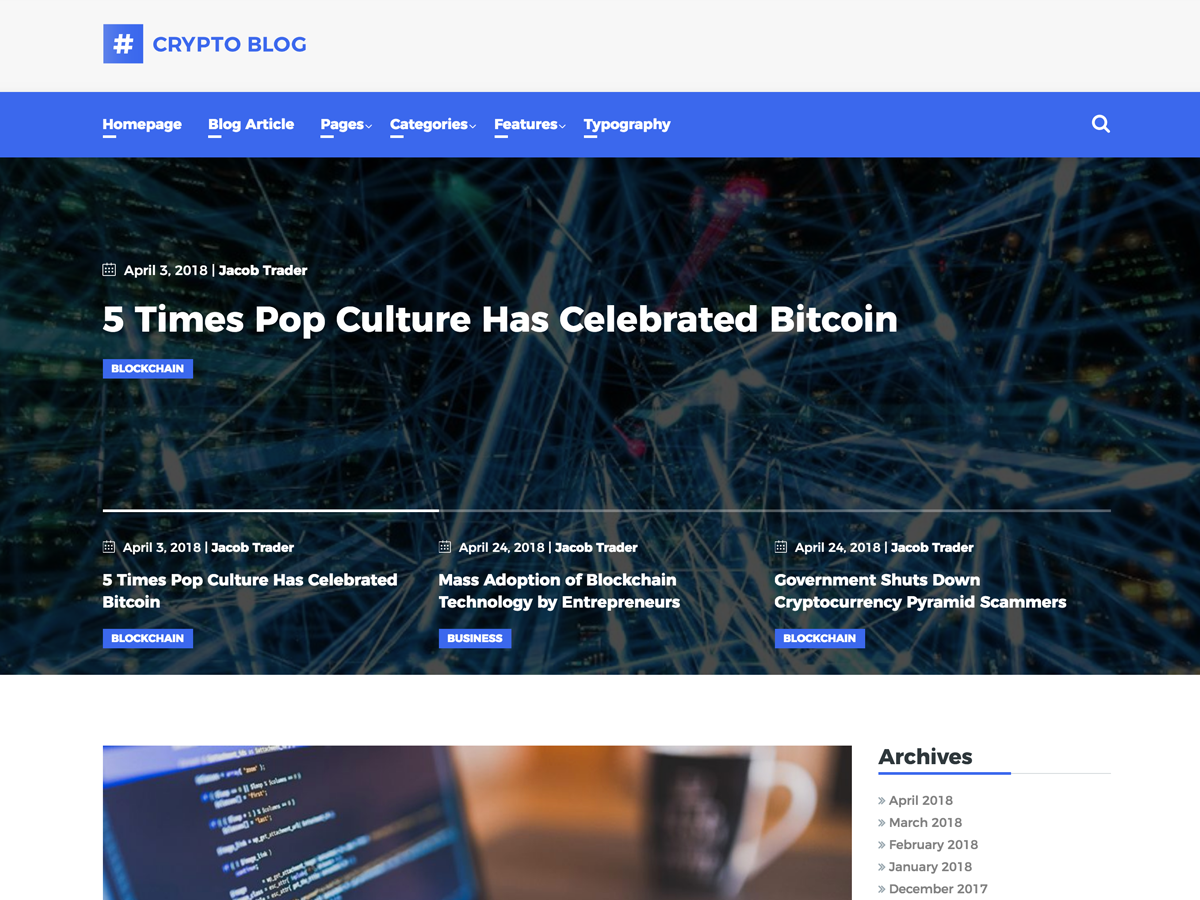 # CRYPTO BLOG
Homepage Blog Article Pages Categories Features Typography
April 3, 2018 | Jacob Trader
5 Times Pop Culture Has Celebrated Bitcoin
BLOCKCHAIN
April 3, 2018 | Jacob Trader
5 Times Pop Culture Has Celebrated
Bitcoin
BLOCKCHAIN
April 24, 2018 | Jacob Trader
Mass Adoption of Blockchain
Technology by Entrepreneurs
BUSINESS
April 24, 2018 | Jacob Trader
Government Shuts Down
Cryptocurrency Pyramid Scammers
BLOCKCHAIN
Archives
» April 2018
» March 2018
» February 2018
» January 2018
» December 2017